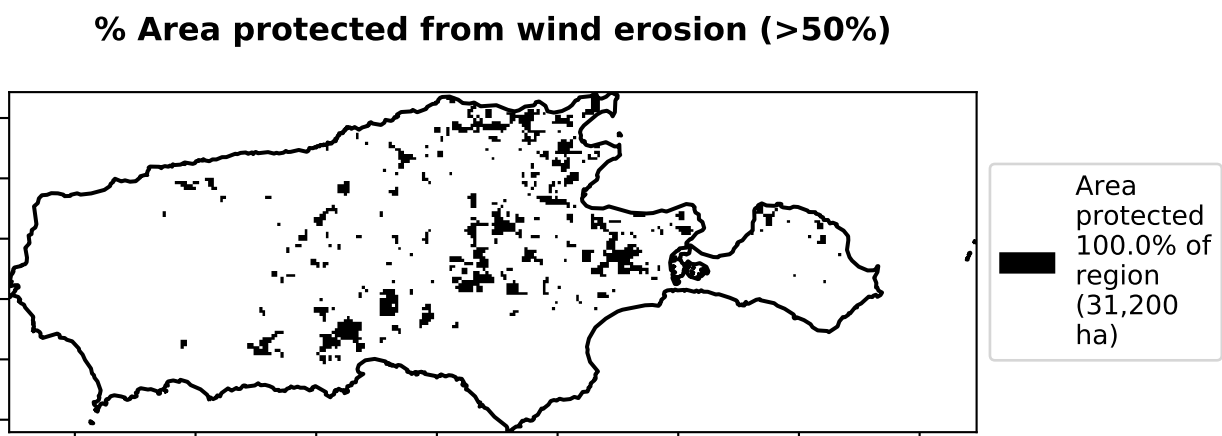 % Area protected from wind erosion (>50%)
Area
protected
100.0% of
region
(31,200
ha)